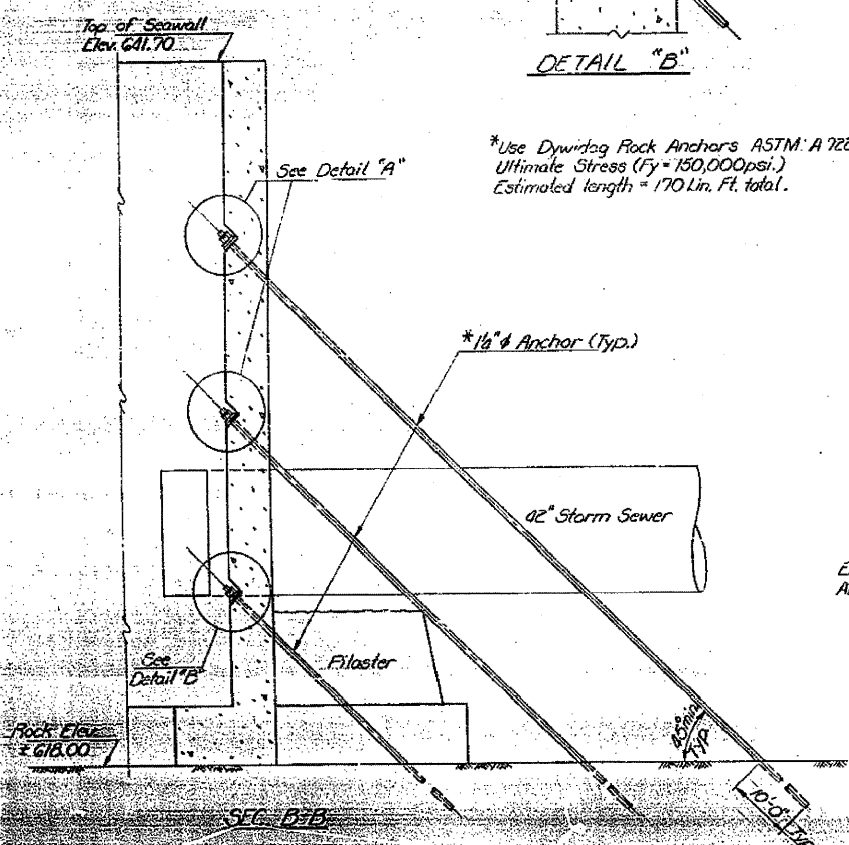 Top of Seawall
Elev. 641.70
DETAIL "B"
*Use Dywidag Rock Anchors ASTM: A 722
Ultimate Stress (Fy = 150,000psi.)
Estimated length = 170 Lin. Ft. total.
See Detail "A"
Anchor (Typ.)
42" Storm Sewer
See
Detail "B"
Pilaster
Rock Elev.
± 618.00
45° min
Typ.
10'-0" Typ.
SEC. B-B